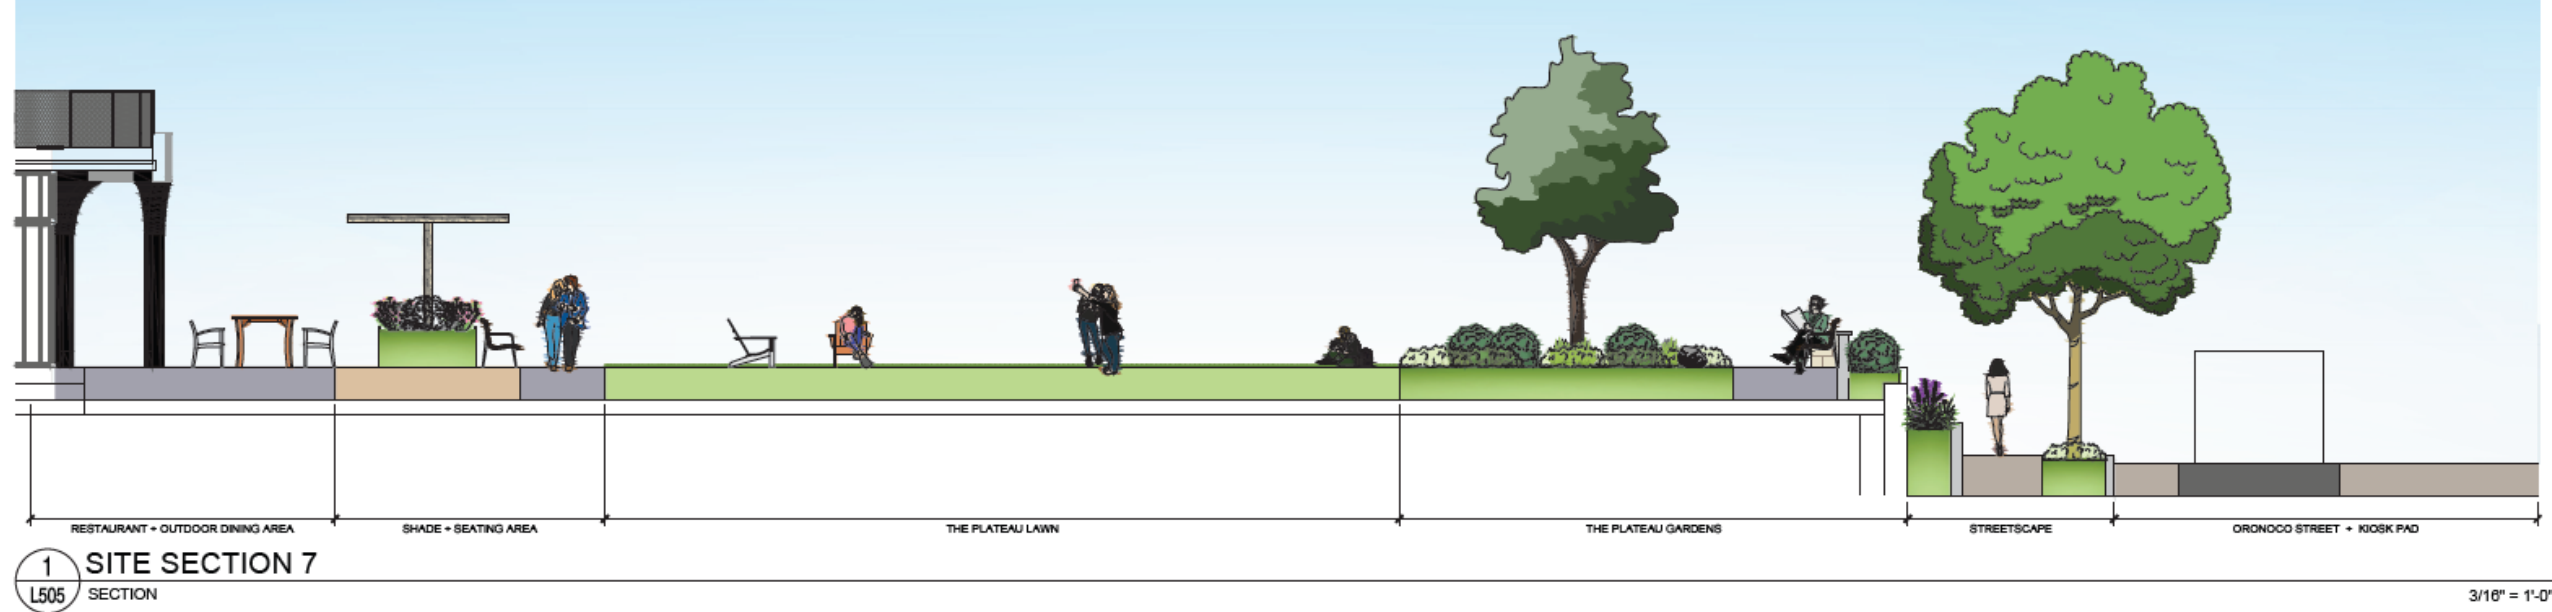 RESTAURANT + OUTDOOR DINING AREA
SHADE + SEATING AREA
THE PLATEAU LAWN
THE PLATEAU GARDENS
STREETSCAPE
ORONOCO STREET + KIOSK PAD
1
L505
SITE SECTION 7
SECTION
3/16" = 1'-0"